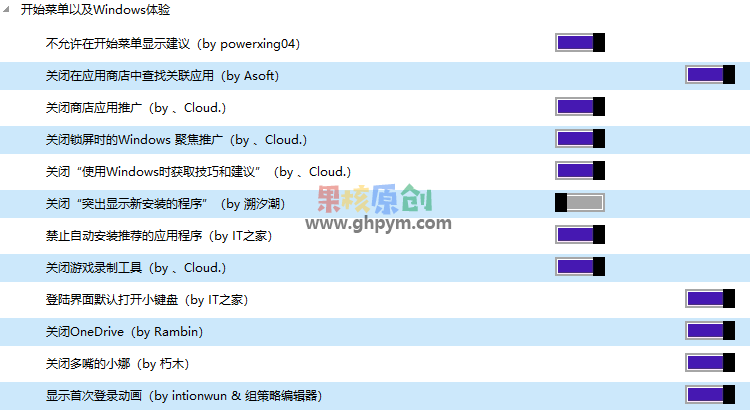 开始菜单以及Windows体验
不允许在开始菜单显示建议（by powerxing04）
关闭在应用商店中查找关联应用（by Asoft）
关闭商店应用推广（by 、Cloud.）
关闭锁屏时的Windows 聚焦推广（by 、Cloud.）
关闭“使用Windows时获取技巧和建议”（by 、Cloud.）
关闭“突出显示新安装的程序”（by 溯汐潮）
果核原创
www.ghpym.com
禁止自动安装推荐的应用程序（by IT之家）
关闭游戏录制工具（by 、Cloud.）
登陆界面默认打开小键盘（by IT之家）
关闭OneDrive（by Rambin）
关闭多嘴的小娜（by 朽木）
显示首次登录动画（by intionwun & 组策略编辑器）